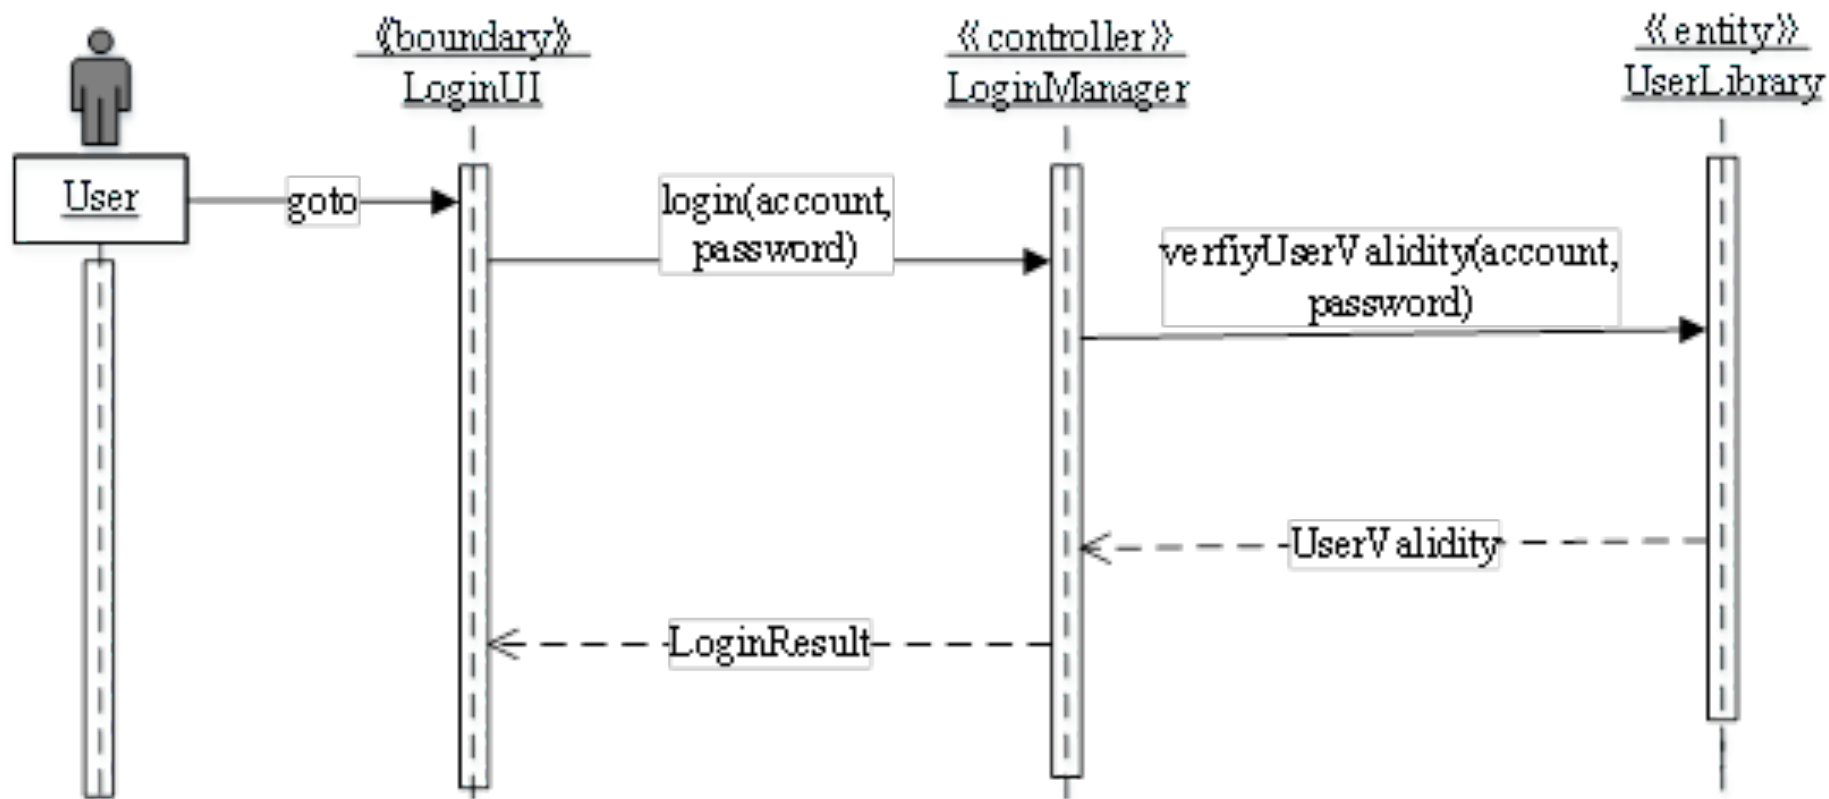 《boundary》
LoginUI
《controller》
LoginManager
《entity》
UserLibrary
User
goto
login(account,
password)
verfiyUserValidity(account,
password)
UserValidity
LoginResult